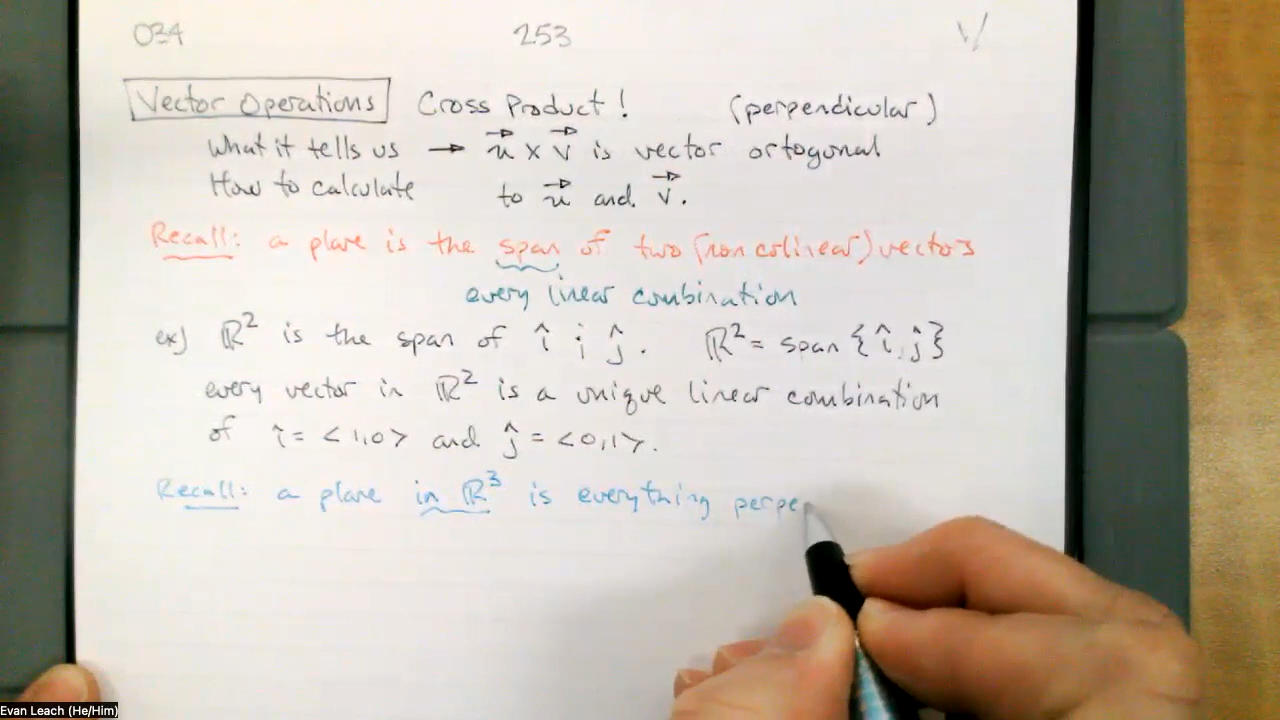 034 253 V/
Vector Operations Cross Product! (perpendicular)
What it tells us → u⃗ × v⃗ is vector ortogonal
How to calculate to u⃗ and v⃗.
Recall: a plane is the span of two (non colinear) vectors
every linear combination
ex) ℝ² is the span of î ; ĵ. ℝ² = span {î, ĵ}
every vector in ℝ² is a unique linear combination
of î = <1,0> and ĵ = <0,1>.
Recall: a plane in ℝ³ is everything perpe
Evan Leach (He/Him)